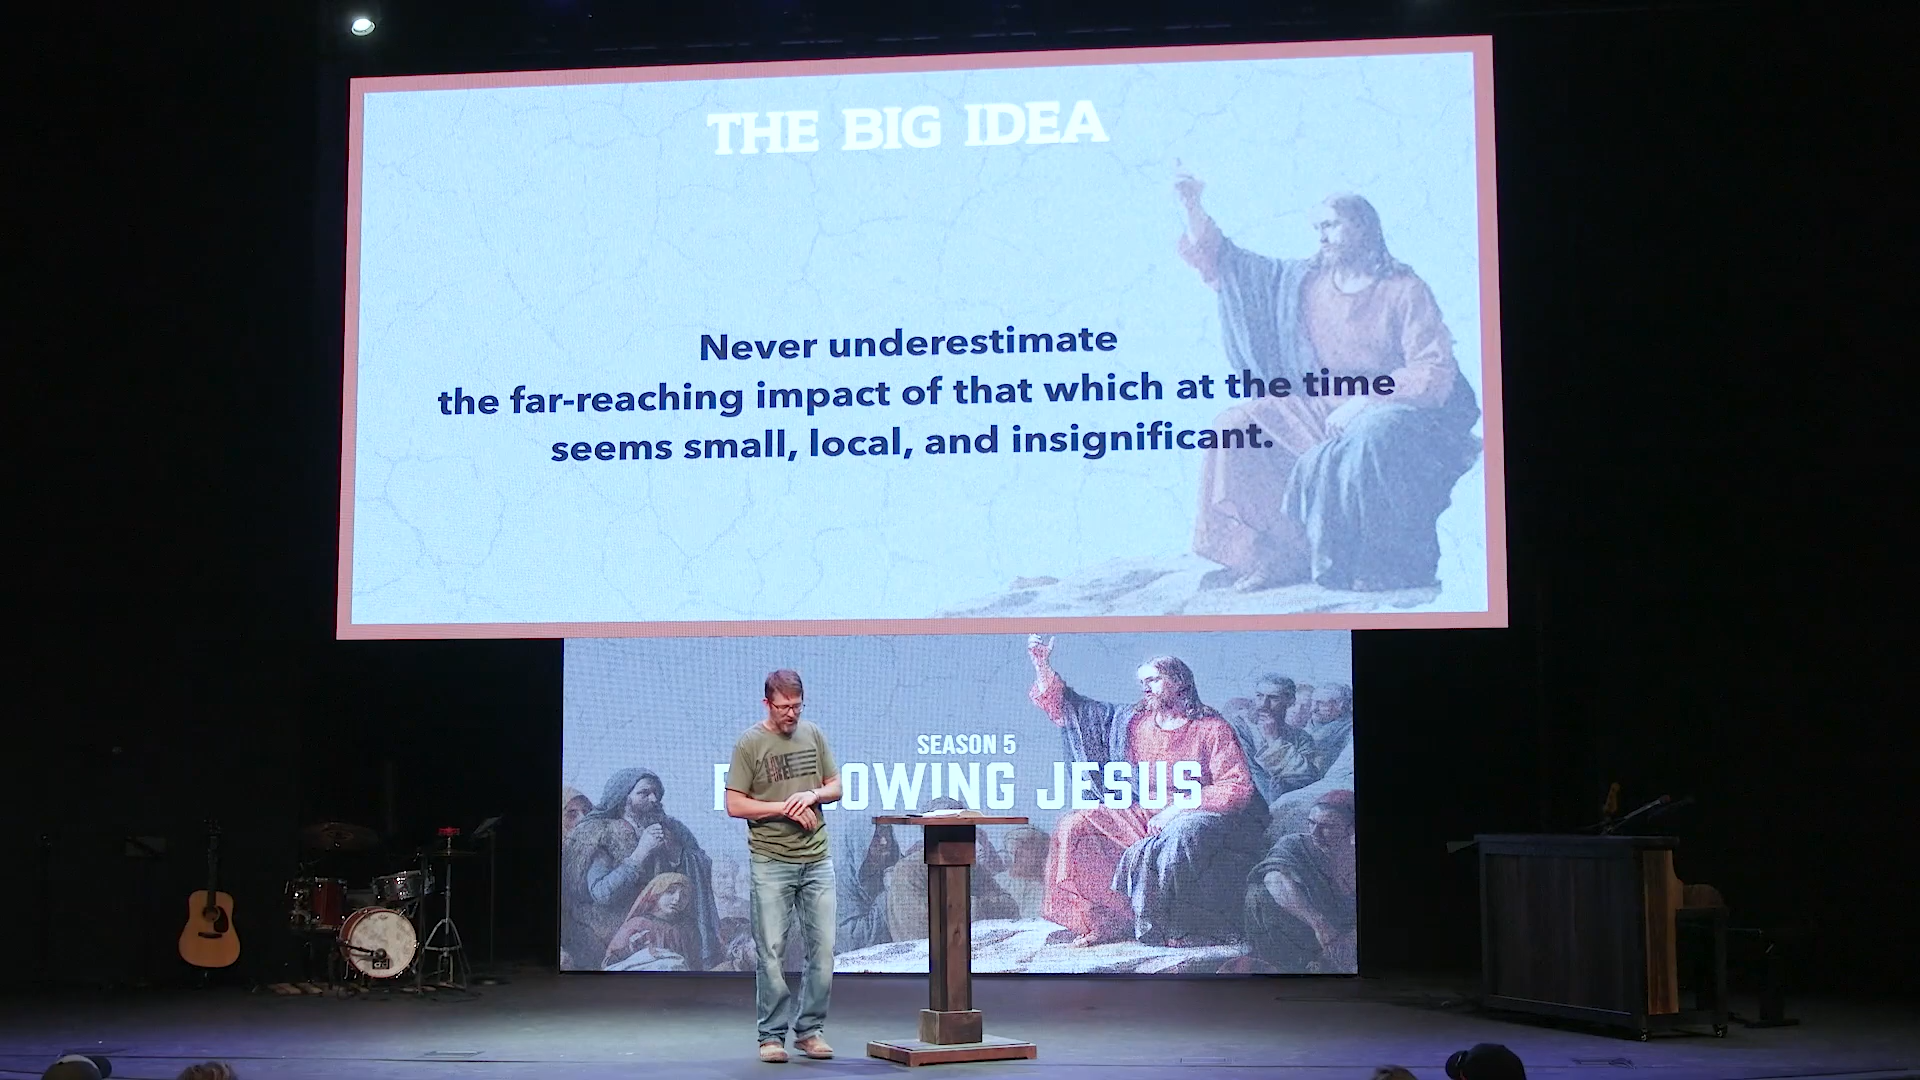 THE BIG IDEA
Never underestimate
the far-reaching impact of that which at the time
seems small, local, and insignificant.
SEASON 5
JESUS